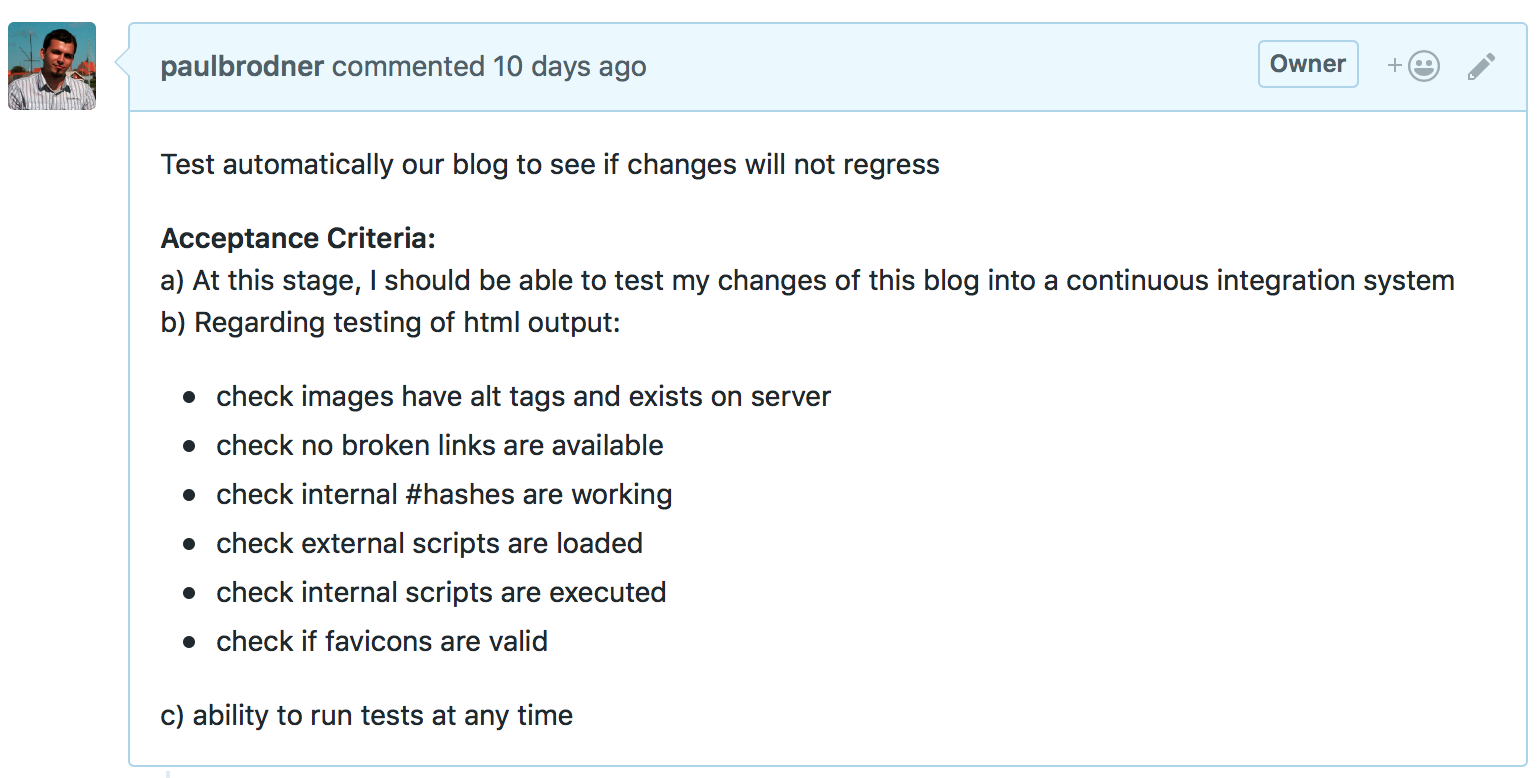 paulbrodner commented 10 days ago
Owner
+
Test automatically our blog to see if changes will not regress
Acceptance Criteria:
a) At this stage, I should be able to test my changes of this blog into a continuous integration system
b) Regarding testing of html output:
• check images have alt tags and exists on server
• check no broken links are available
• check internal #hashes are working
• check external scripts are loaded
• check internal scripts are executed
• check if favicons are valid
c) ability to run tests at any time